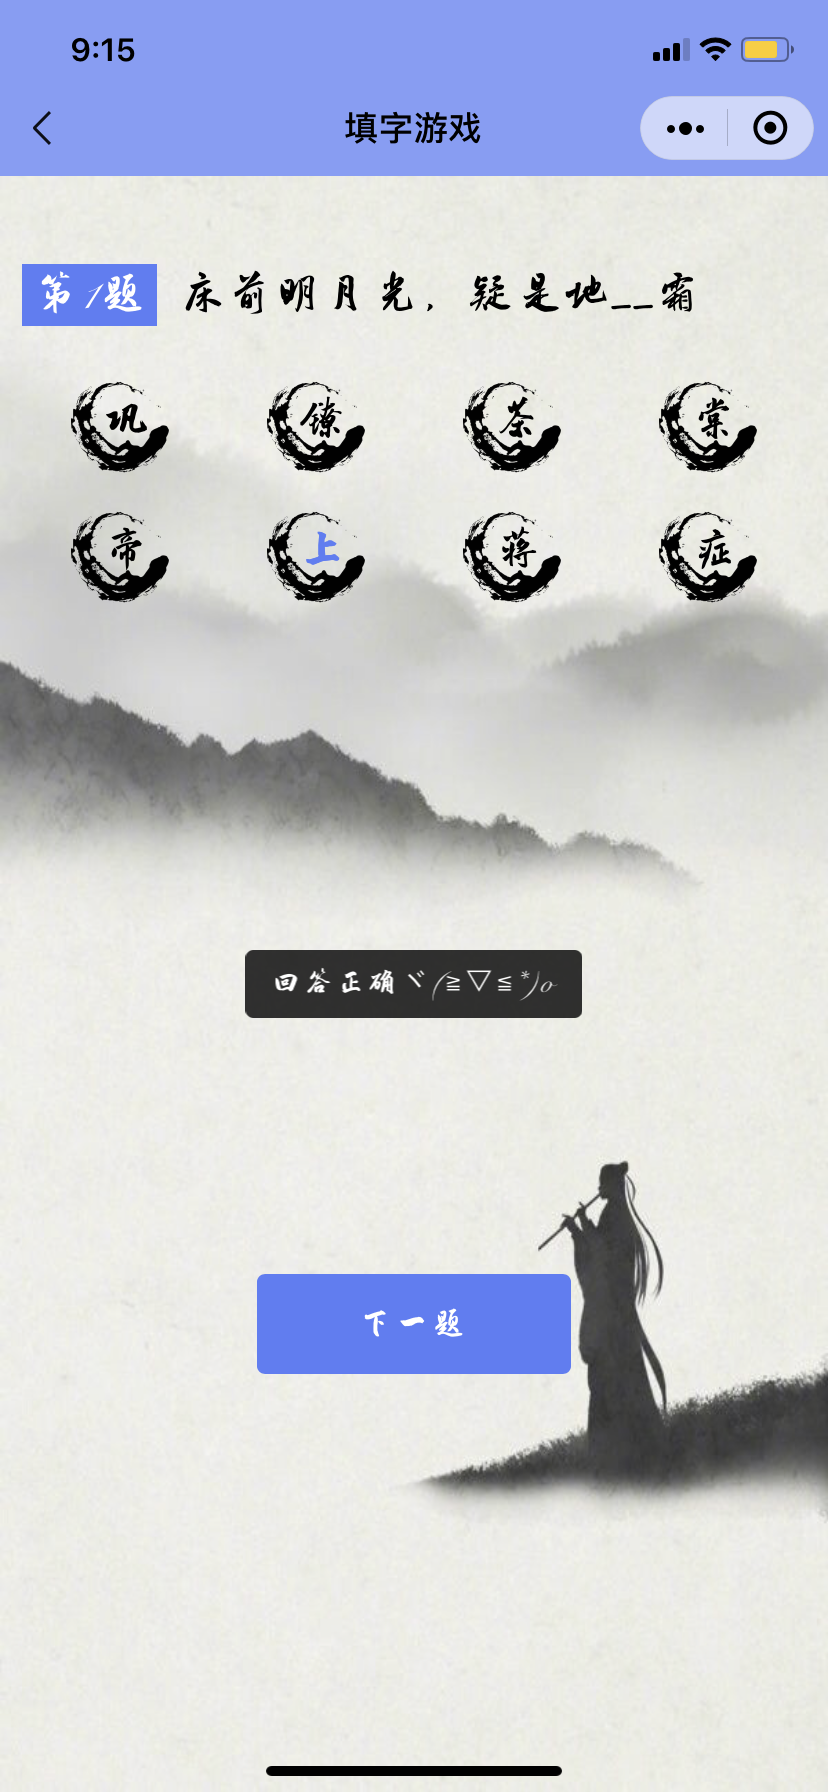 9:15
填字游戏
第1题 床前明月光，疑是地__霜
巩 镣 茶 棠
帝 上 蒋 症
回答正确ヾ(≧▽≦*)o
下一题